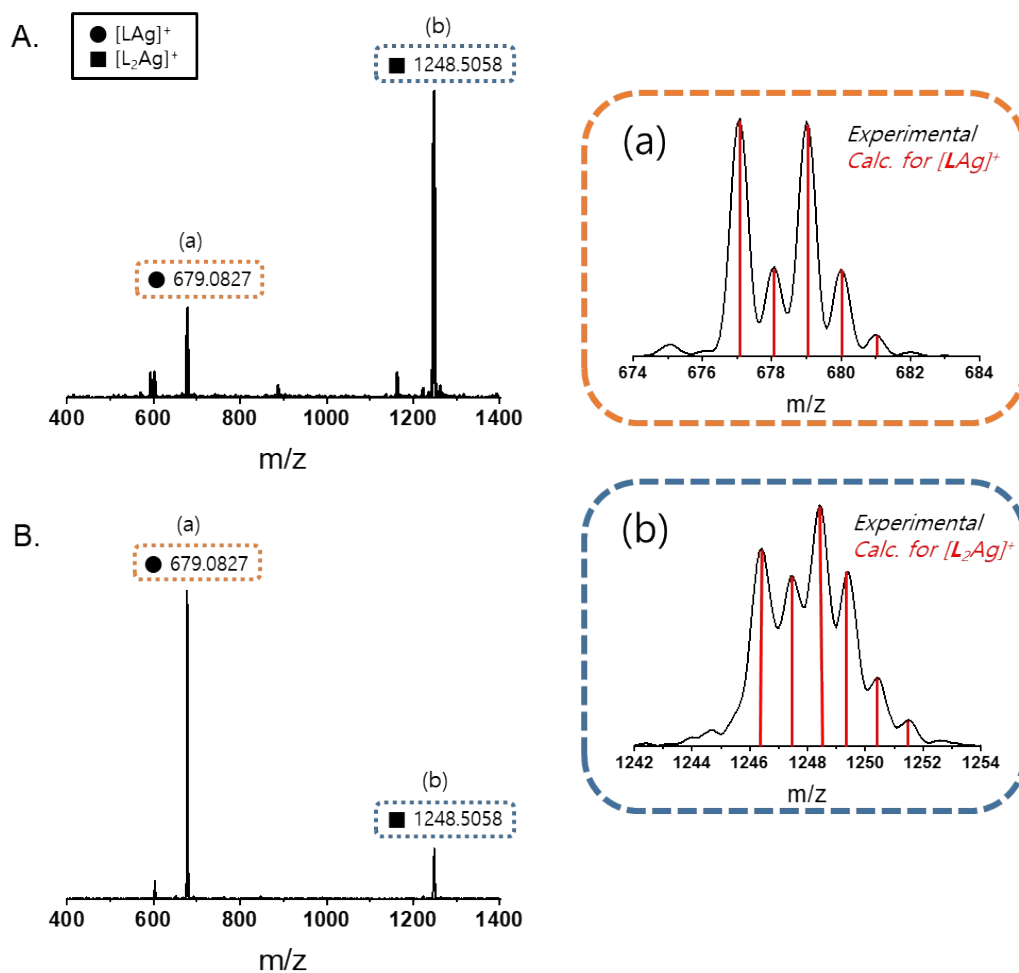 A.
● [LAg]⁺
■ [L₂Ag]⁺
(b)
■ 1248.5058
(a)
● 679.0827
400 600 800 1000 1200 1400
m/z
(a)
Experimental
Calc. for [LAg]⁺
674 676 678 680 682 684
m/z
B.
(a)
● 679.0827
(b)
■ 1248.5058
400 600 800 1000 1200 1400
m/z
(b)
Experimental
Calc. for [L₂Ag]⁺
1242 1244 1246 1248 1250 1252 1254
m/z